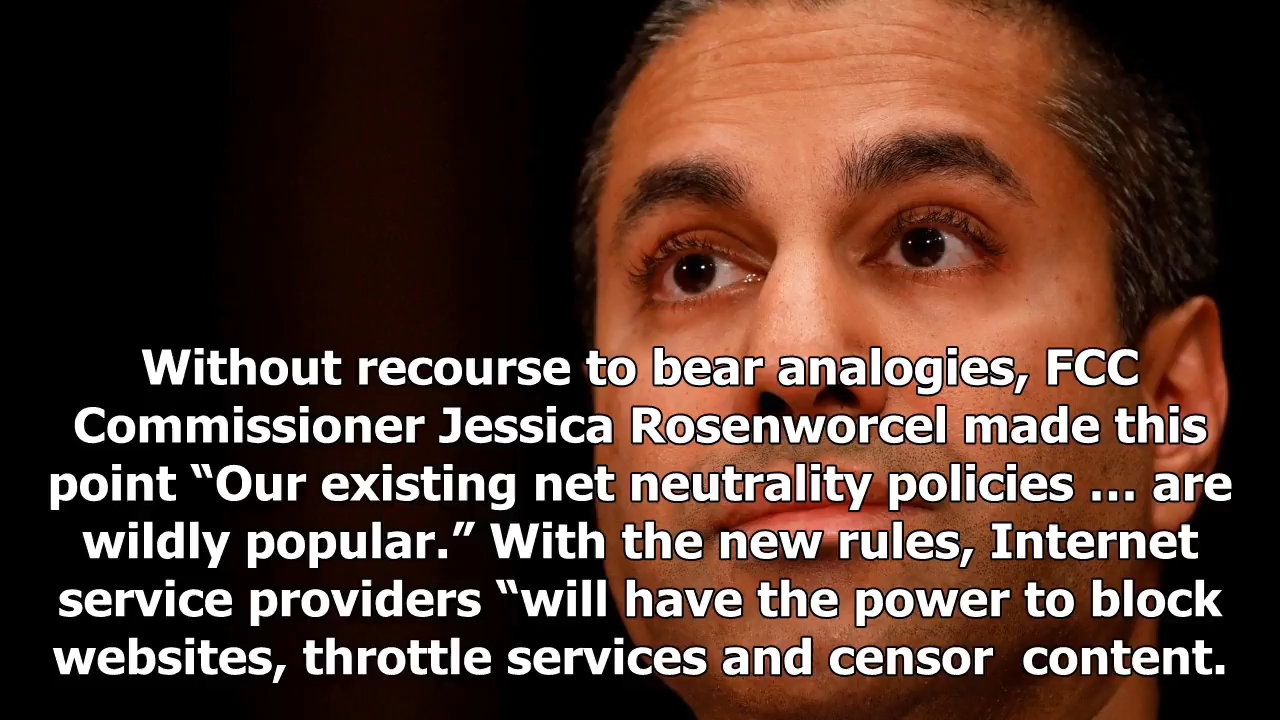 Without recourse to bear analogies, FCC
Commissioner Jessica Rosenworcel made this
point “Our existing net neutrality policies ... are
wildly popular.” With the new rules, Internet
service providers “will have the power to block
websites, throttle services and censor  content.